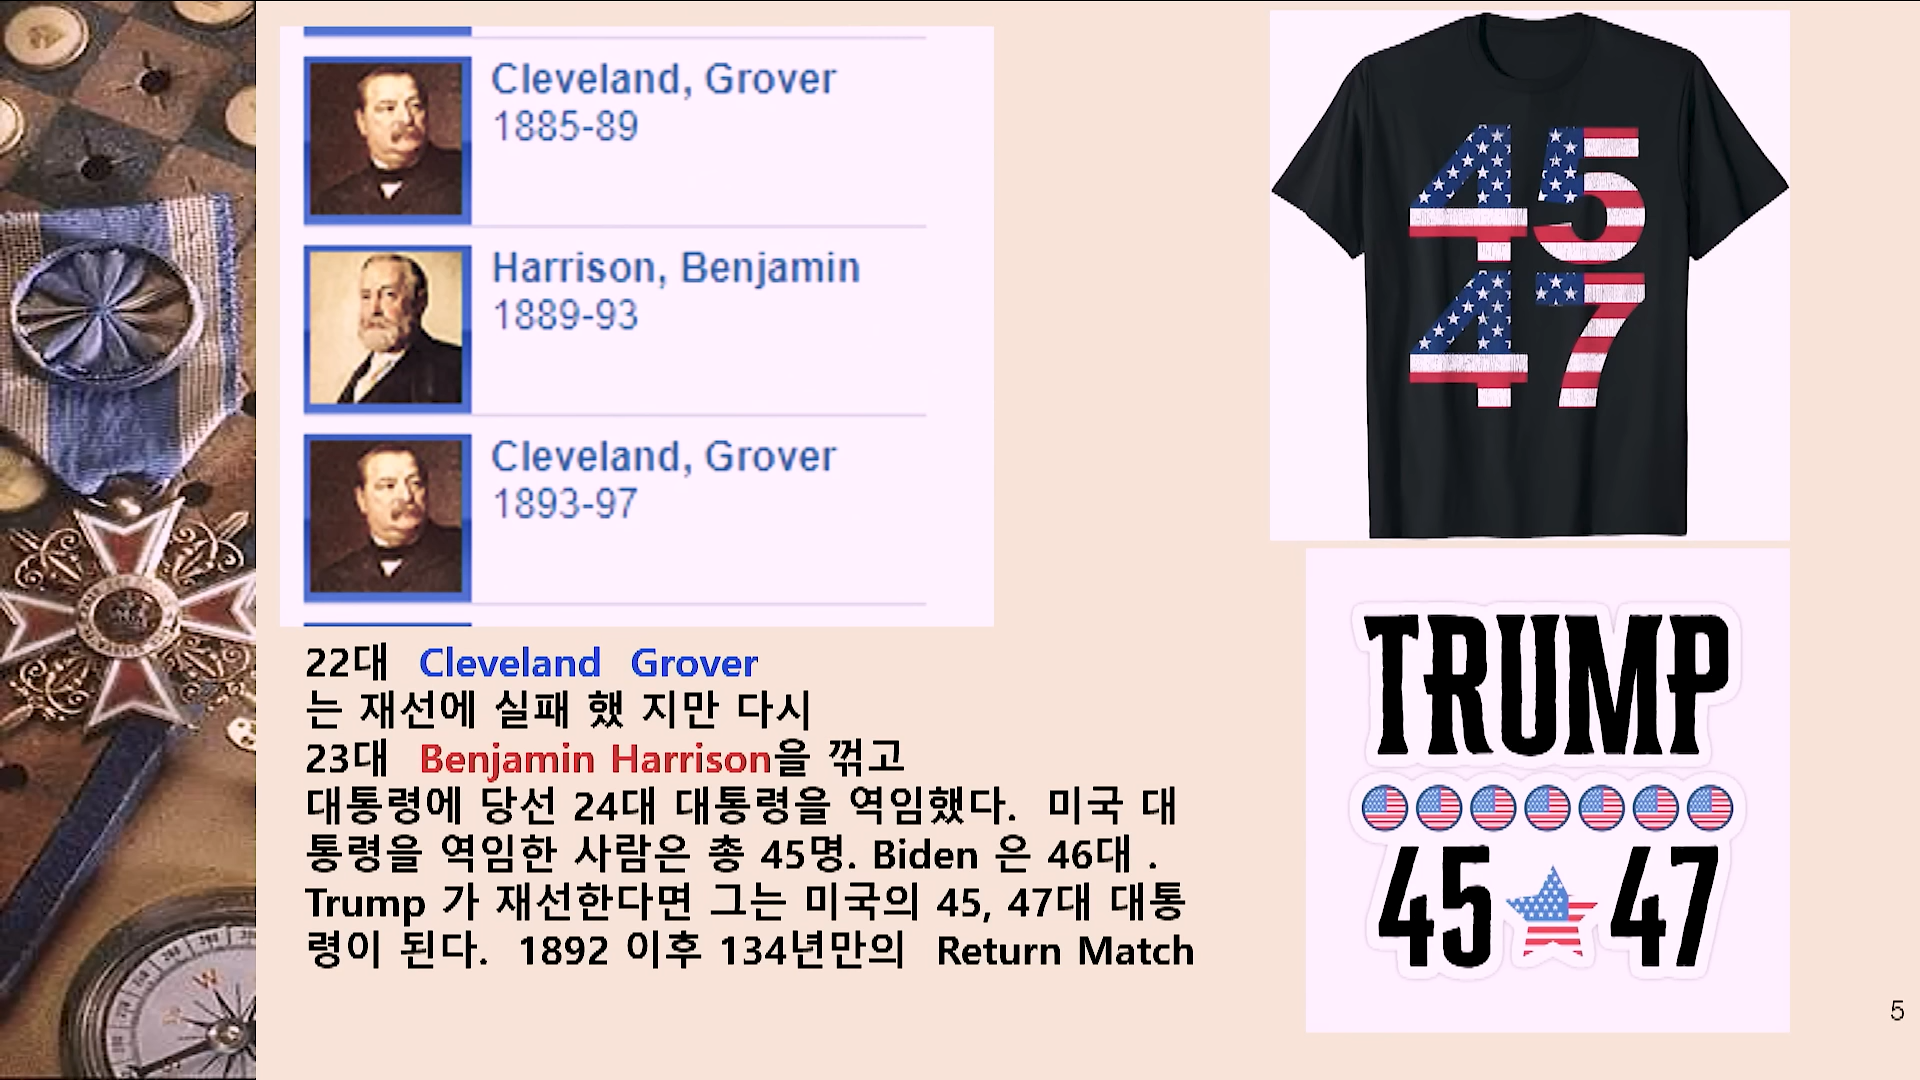 Cleveland, Grover
1885-89
Harrison, Benjamin
1889-93
Cleveland, Grover
1893-97
22대 Cleveland Grover
는 재선에 실패 했 지만 다시
23대 Benjamin Harrison을 꺾고
대통령에 당선 24대 대통령을 역임했다. 미국 대
통령을 역임한 사람은 총 45명. Biden 은 46대 .
Trump 가 재선한다면 그는 미국의 45, 47대 대통
령이 된다. 1892 이후 134년만의 Return Match
45
47
TRUMP
45 47
5